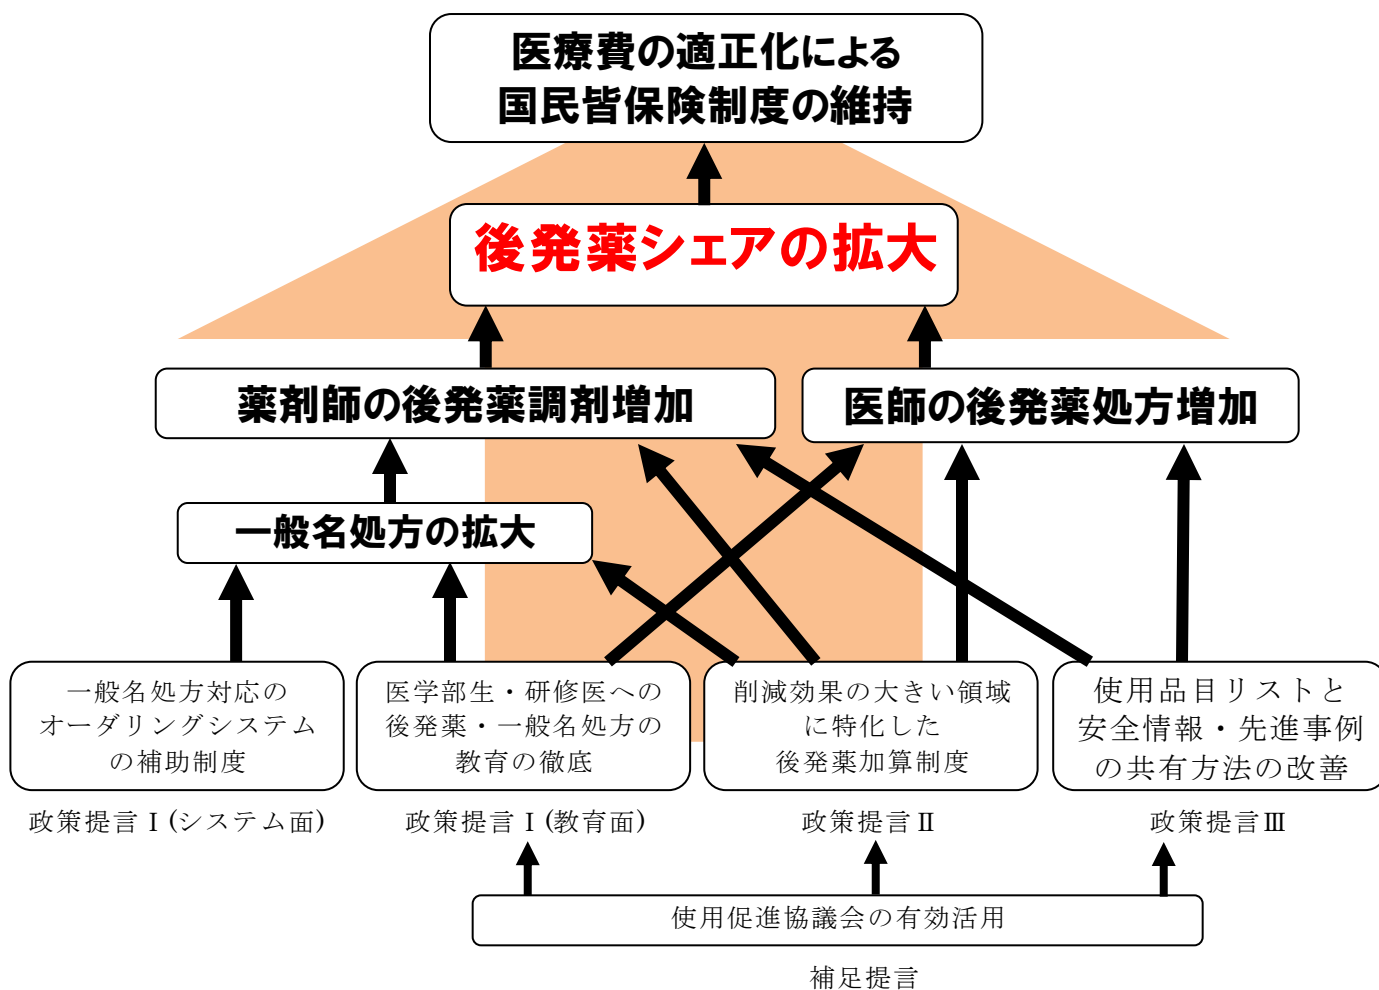 医療費の適正化による
国民皆保険制度の維持
後発薬シェアの拡大
薬剤師の後発薬調剤増加
医師の後発薬処方増加
一般名処方の拡大
一般名処方対応の
オーダリングシステム
の補助制度
医学部生・研修医への
後発薬・一般名処方の
教育の徹底
削減効果の大きい領域
に特化した
後発薬加算制度
使用品目リストと
安全情報・先進事例
の共有方法の改善
政策提言Ⅰ(システム面)
政策提言Ⅰ(教育面)
政策提言Ⅱ
政策提言Ⅲ
使用促進協議会の有効活用
補足提言